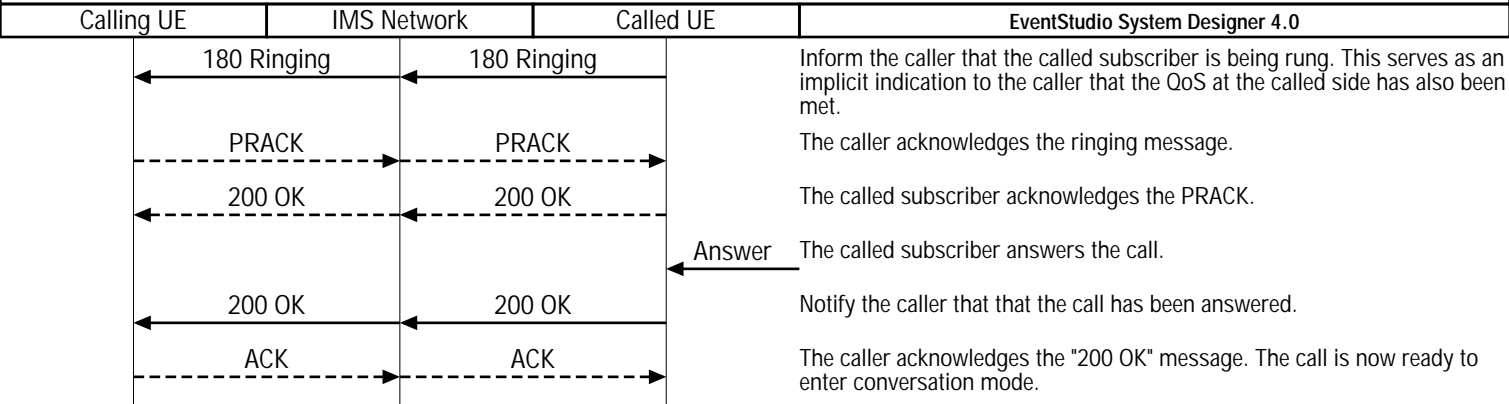 Calling UE IMS Network Called UE EventStudio System Designer 4.0
180 Ringing 180 Ringing Inform the caller that the called subscriber is being rung. This serves as an
implicit indication to the caller that the QoS at the called side has also been
met.
PRACK PRACK The caller acknowledges the ringing message.
200 OK 200 OK The called subscriber acknowledges the PRACK.
Answer The called subscriber answers the call.
200 OK 200 OK Notify the caller that that the call has been answered.
ACK ACK The caller acknowledges the "200 OK" message. The call is now ready to
enter conversation mode.